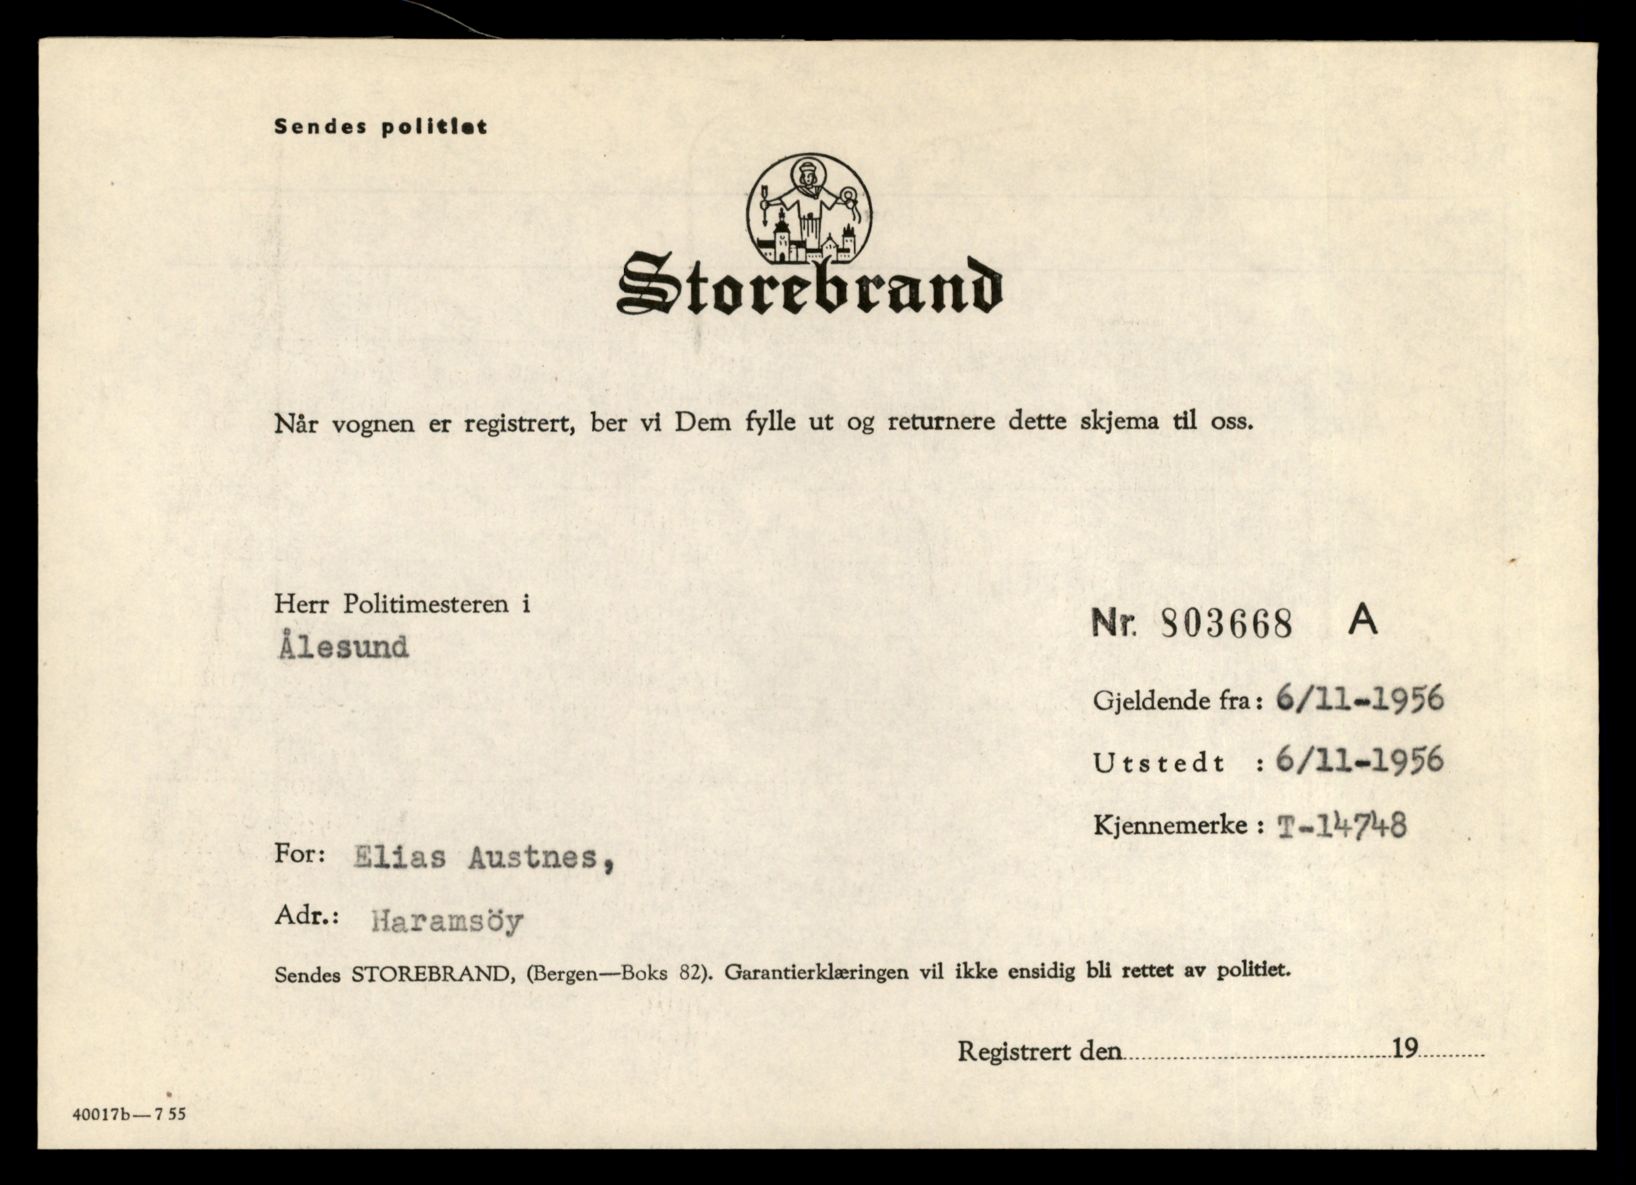 Sendes politiet
Storebrand
Når vognen er registrert, ber vi Dem fylle ut og returnere dette skjema til oss.
Herr Politimesteren i
Ålesund
Nr. 803668 A
Gjeldende fra: 6/11-1956
Utstedt : 6/11-1956
Kjennemerke : T-14748
For: Elias Austnes,
Adr.: Haramsöy
Sendes STOREBRAND, (Bergen—Boks 82). Garantierklæringen vil ikke ensidig bli rettet av politiet.
Registrert den 19
40017b—7 55